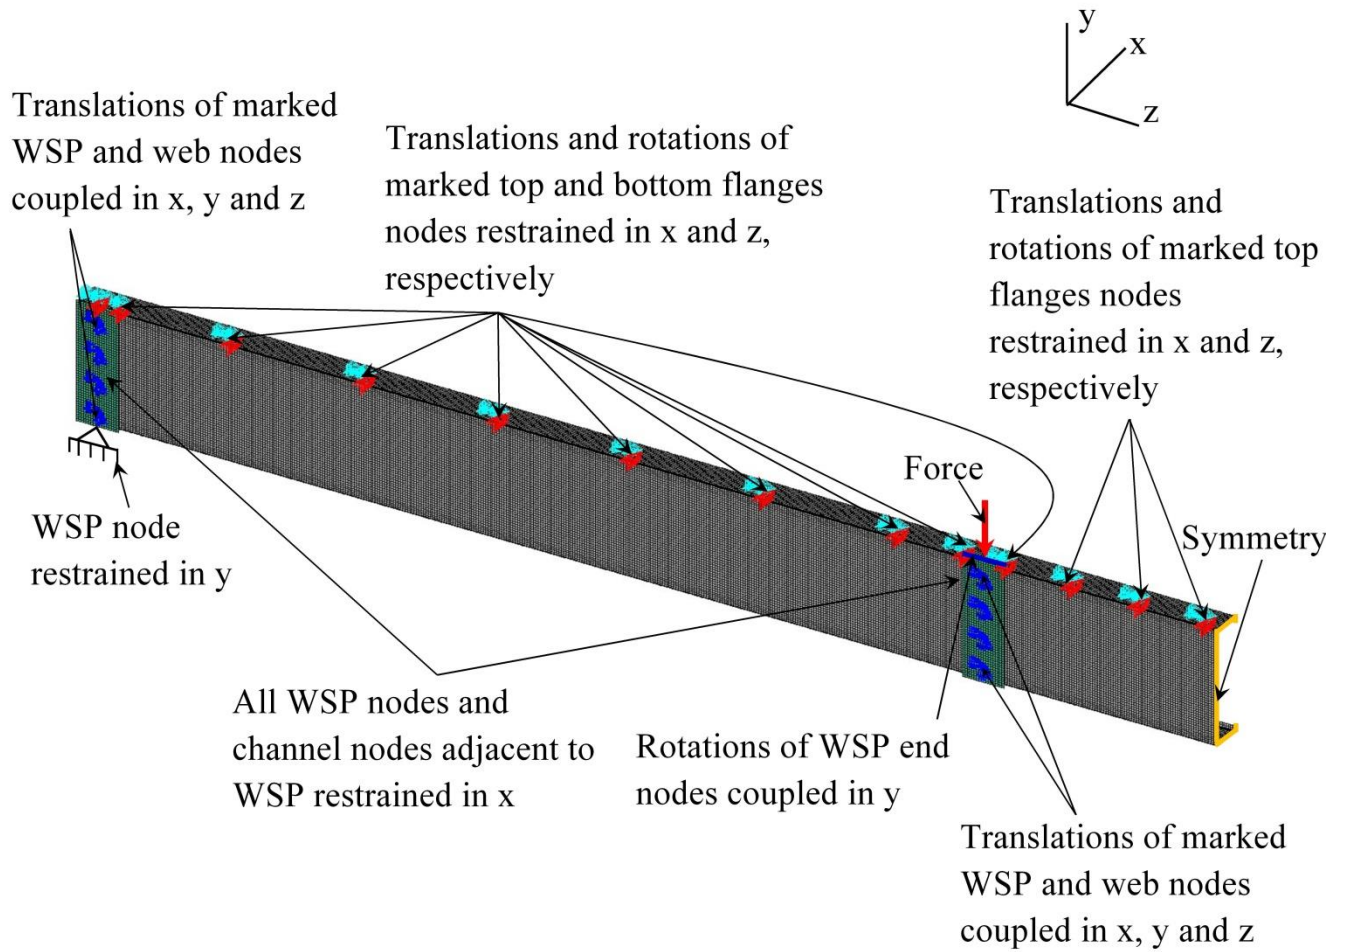 y
x
z
Translations of marked
WSP and web nodes
coupled in x, y and z
Translations and rotations of
marked top and bottom flanges
nodes restrained in x and z,
respectively
Translations and
rotations of marked top
flanges nodes
restrained in x and z,
respectively
Force
Symmetry
WSP node
restrained in y
All WSP nodes and
channel nodes adjacent to
WSP restrained in x
Rotations of WSP end
nodes coupled in y
Translations of marked
WSP and web nodes
coupled in x, y and z